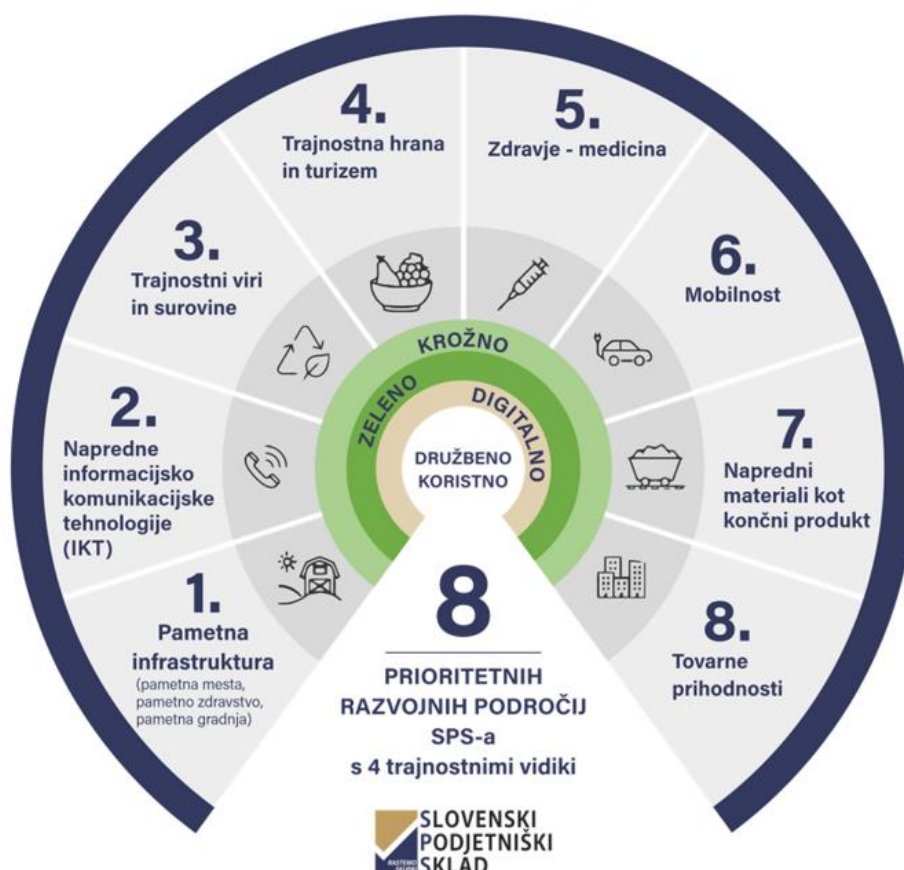 1.
Pametna
infrastruktura
(pametna mesta,
pametno zdravstvo,
pametna gradnja)
2.
Napredne
informacijsko
komunikacijske
tehnologije
(IKT)
3.
Trajnostni viri
in surovine
4.
Trajnostna hrana
in turizem
5.
Zdravje - medicina
6.
Mobilnost
7.
Napredni
materiali kot
končni produkt
8.
Tovarne
prihodnosti
KROŽNO
ZELENO
DIGITALNO
DRUŽBENO
KORISTNO
8
PRIORITETNIH
RAZVOJNIH PODROČIJ
SPS-a
s 4 trajnostnimi vidiki
SLOVENSKI
PODJETNIŠKI
SKLAD
RASTEMO